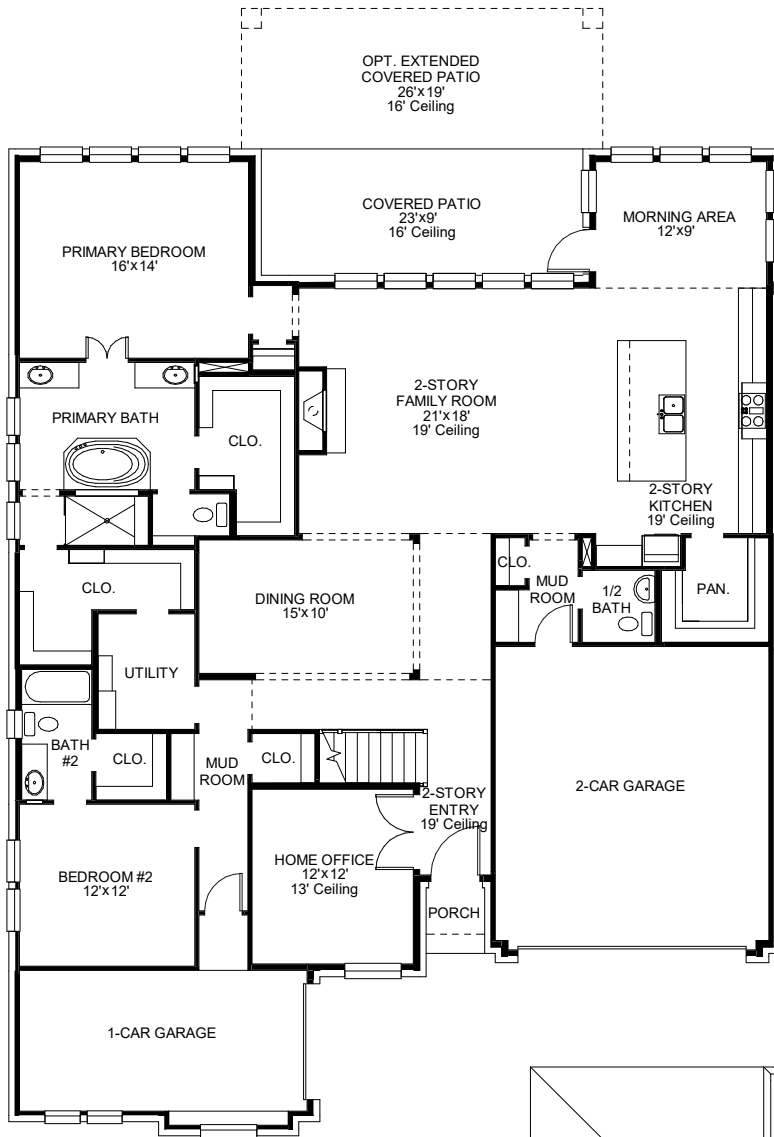 OPT. EXTENDED
COVERED PATIO
26'x19'
16' Ceiling
COVERED PATIO
23'x9'
16' Ceiling
MORNING AREA
12'x9'
PRIMARY BEDROOM
16'x14'
2-STORY
FAMILY ROOM
21'x18'
19' Ceiling
PRIMARY BATH
CLO.
2-STORY
KITCHEN
19' Ceiling
CLO.
MUD
ROOM
1/2
BATH
PAN.
CLO.
DINING ROOM
15'x10'
UTILITY
BATH
#2
CLO.
MUD
ROOM
CLO.
2-STORY
ENTRY
19' Ceiling
2-CAR GARAGE
HOME OFFICE
12'x12'
13' Ceiling
BEDROOM #2
12'x12'
PORCH
1-CAR GARAGE